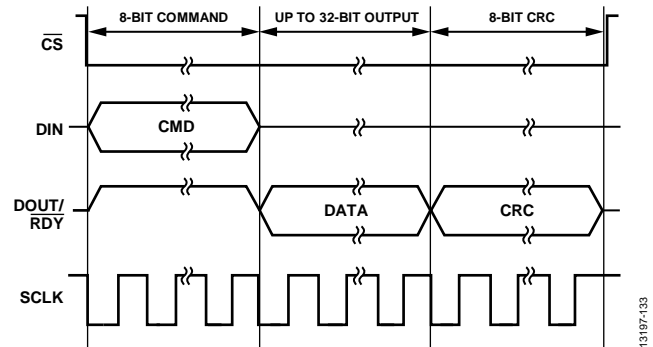 8-BIT COMMAND UP TO 32-BIT OUTPUT 8-BIT CRC
CS
DIN CMD
DOUT/
RDY DATA CRC
SCLK
13197-133